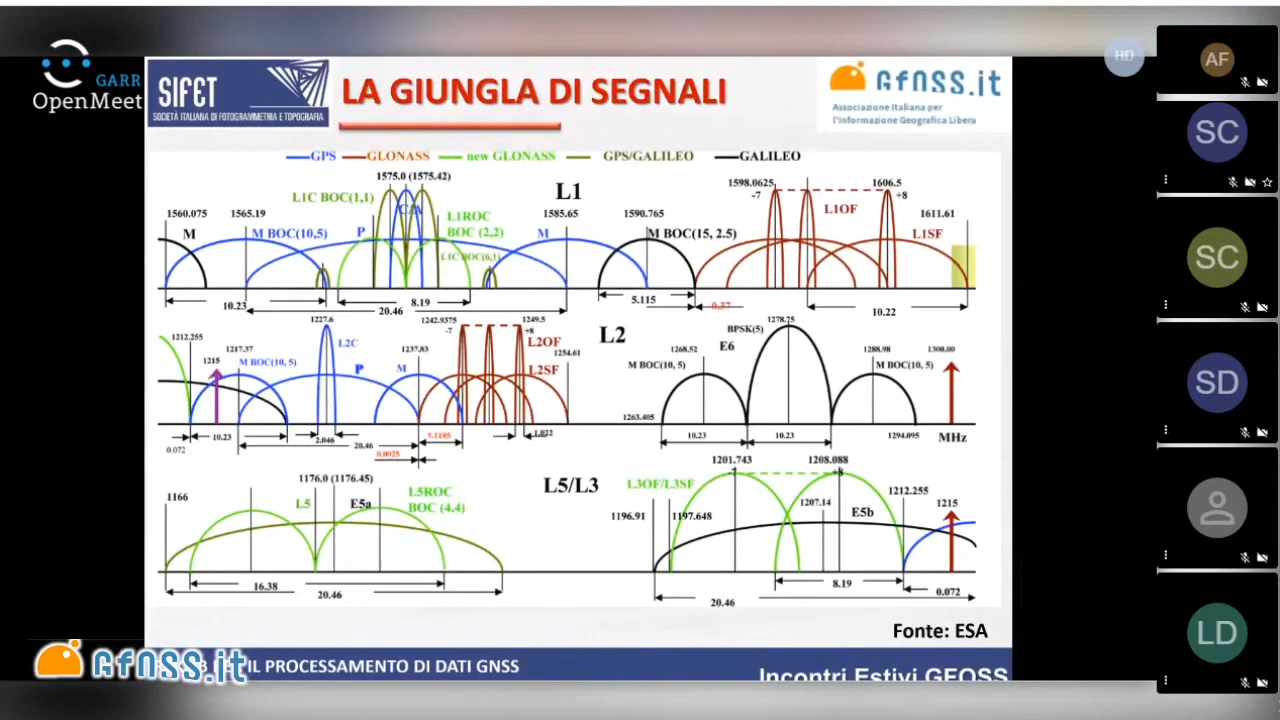 GARR
OpenMeet
SIFET
SOCIETÀ ITALIANA DI FOTOGRAMMETRIA E TOPOGRAFIA
LA GIUNGLA DI SEGNALI
GFOSS.it
Associazione Italiana per
l'Informazione Geografica Libera
HD
AF
SC
SC
SD
LD
GPS GLONASS new GLONASS GPS/GALILEO GALILEO
1575.0 (1575.42)
L1C BOC(1,1)
L1
1598.0625
-7
1606.5
+8
1560.075
1565.19
C/A
L1ROC
BOC (2,2)
1585.65
1590.765
L1OF
1611.61
M
M BOC(10,5)
P
M
M BOC(15, 2.5)
L1SF
L1C BOC(6,1)
10.23
20.46
8.19
5.115
0.37
10.22
1212.255
1215
1217.37
1227.6
L2C
1237.83
1242.9375
-7
1249.5
+8
L2OF
L2SF
1254.61
L2
M BOC(10, 5)
P
M
1263.405
1268.52
M BOC(10, 5)
E6
BPSK(5)
1278.75
1288.98
M BOC(10, 5)
1300.00
0.072
10.23
2.046
20.46
0.0025
5.1105
1.022
10.23
10.23
1294.095
MHz
1166
1176.0 (1176.45)
L5
E5a
L5ROC
BOC (4,4)
L5/L3
L3OF/L3SF
1201.743
-7
1208.088
+8
1196.91
1197.648
1207.14
E5b
1212.255
1215
16.38
20.46
8.19
0.072
20.46
Fonte: ESA
GFOSS.it
IL PROCESSAMENTO DI DATI GNSS
Incontri Estivi GFOSS